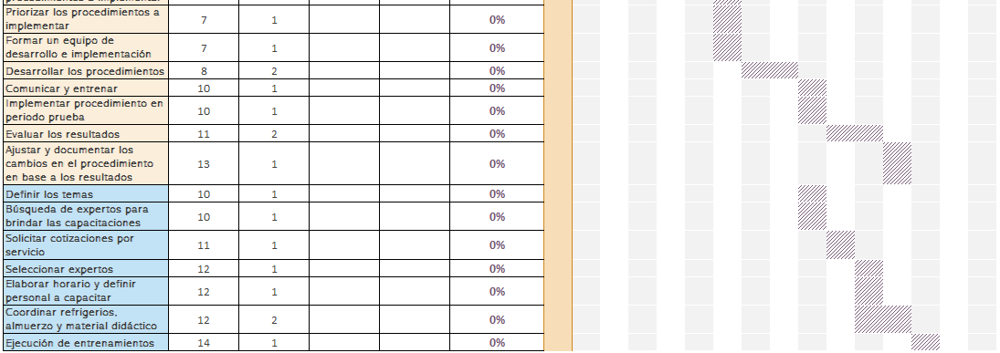 Priorizar los procedimientos a
implementar 7 1 0%
Formar un equipo de
desarrollo e implementación 7 1 0%
Desarrollar los procedimientos 8 2 0%
Comunicar y entrenar 10 1 0%
Implementar procedimiento en
periodo prueba 10 1 0%
Evaluar los resultados 11 2 0%
Ajustar y documentar los
cambios en el procedimiento 13 1 0%
en base a los resultados
Definir los temas 10 1 0%
Búsqueda de expertos para
brindar las capacitaciones 10 1 0%
Solicitar cotizaciones por
servicio 11 1 0%
Seleccionar expertos 12 1 0%
Elaborar horario y definir
personal a capacitar 12 1 0%
Coordinar refrigerios,
almuerzo y material didáctico 12 2 0%
Ejecución de entrenamientos 14 1 0%